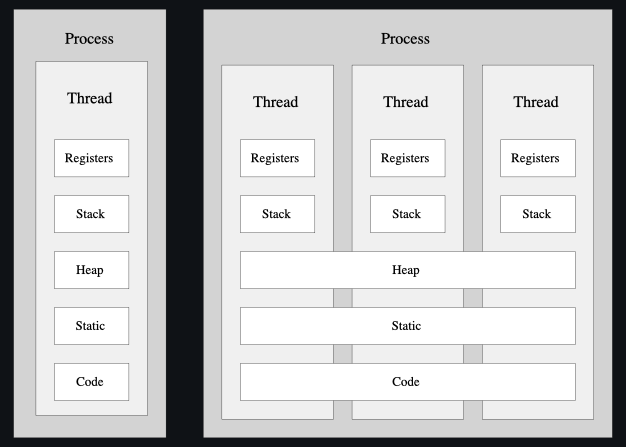 Process
Thread
Registers
Stack
Heap
Static
Code
Process
Thread Thread Thread
Registers Registers Registers
Stack Stack Stack
Heap
Static
Code